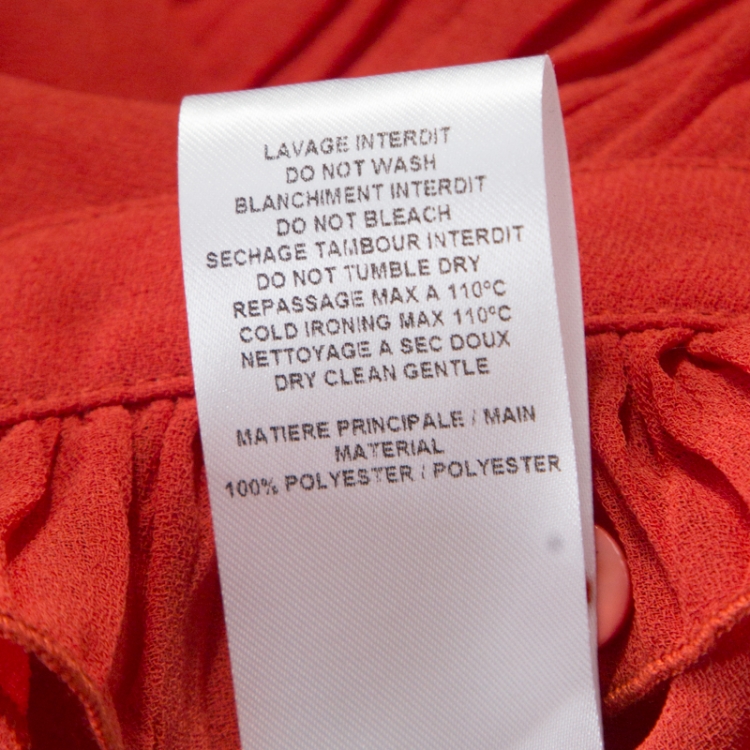 LAVAGE INTERDIT
DO NOT WASH
BLANCHIMENT INTERDIT
DO NOT BLEACH
SECHAGE TAMBOUR INTERDIT
DO NOT TUMBLE DRY
REPASSAGE MAX A 110°C
COLD IRONING MAX 110°C
NETTOYAGE A SEC DOUX
DRY CLEAN GENTLE
MATIERE PRINCIPALE / MAIN
MATERIAL
100% POLYESTER / POLYESTER